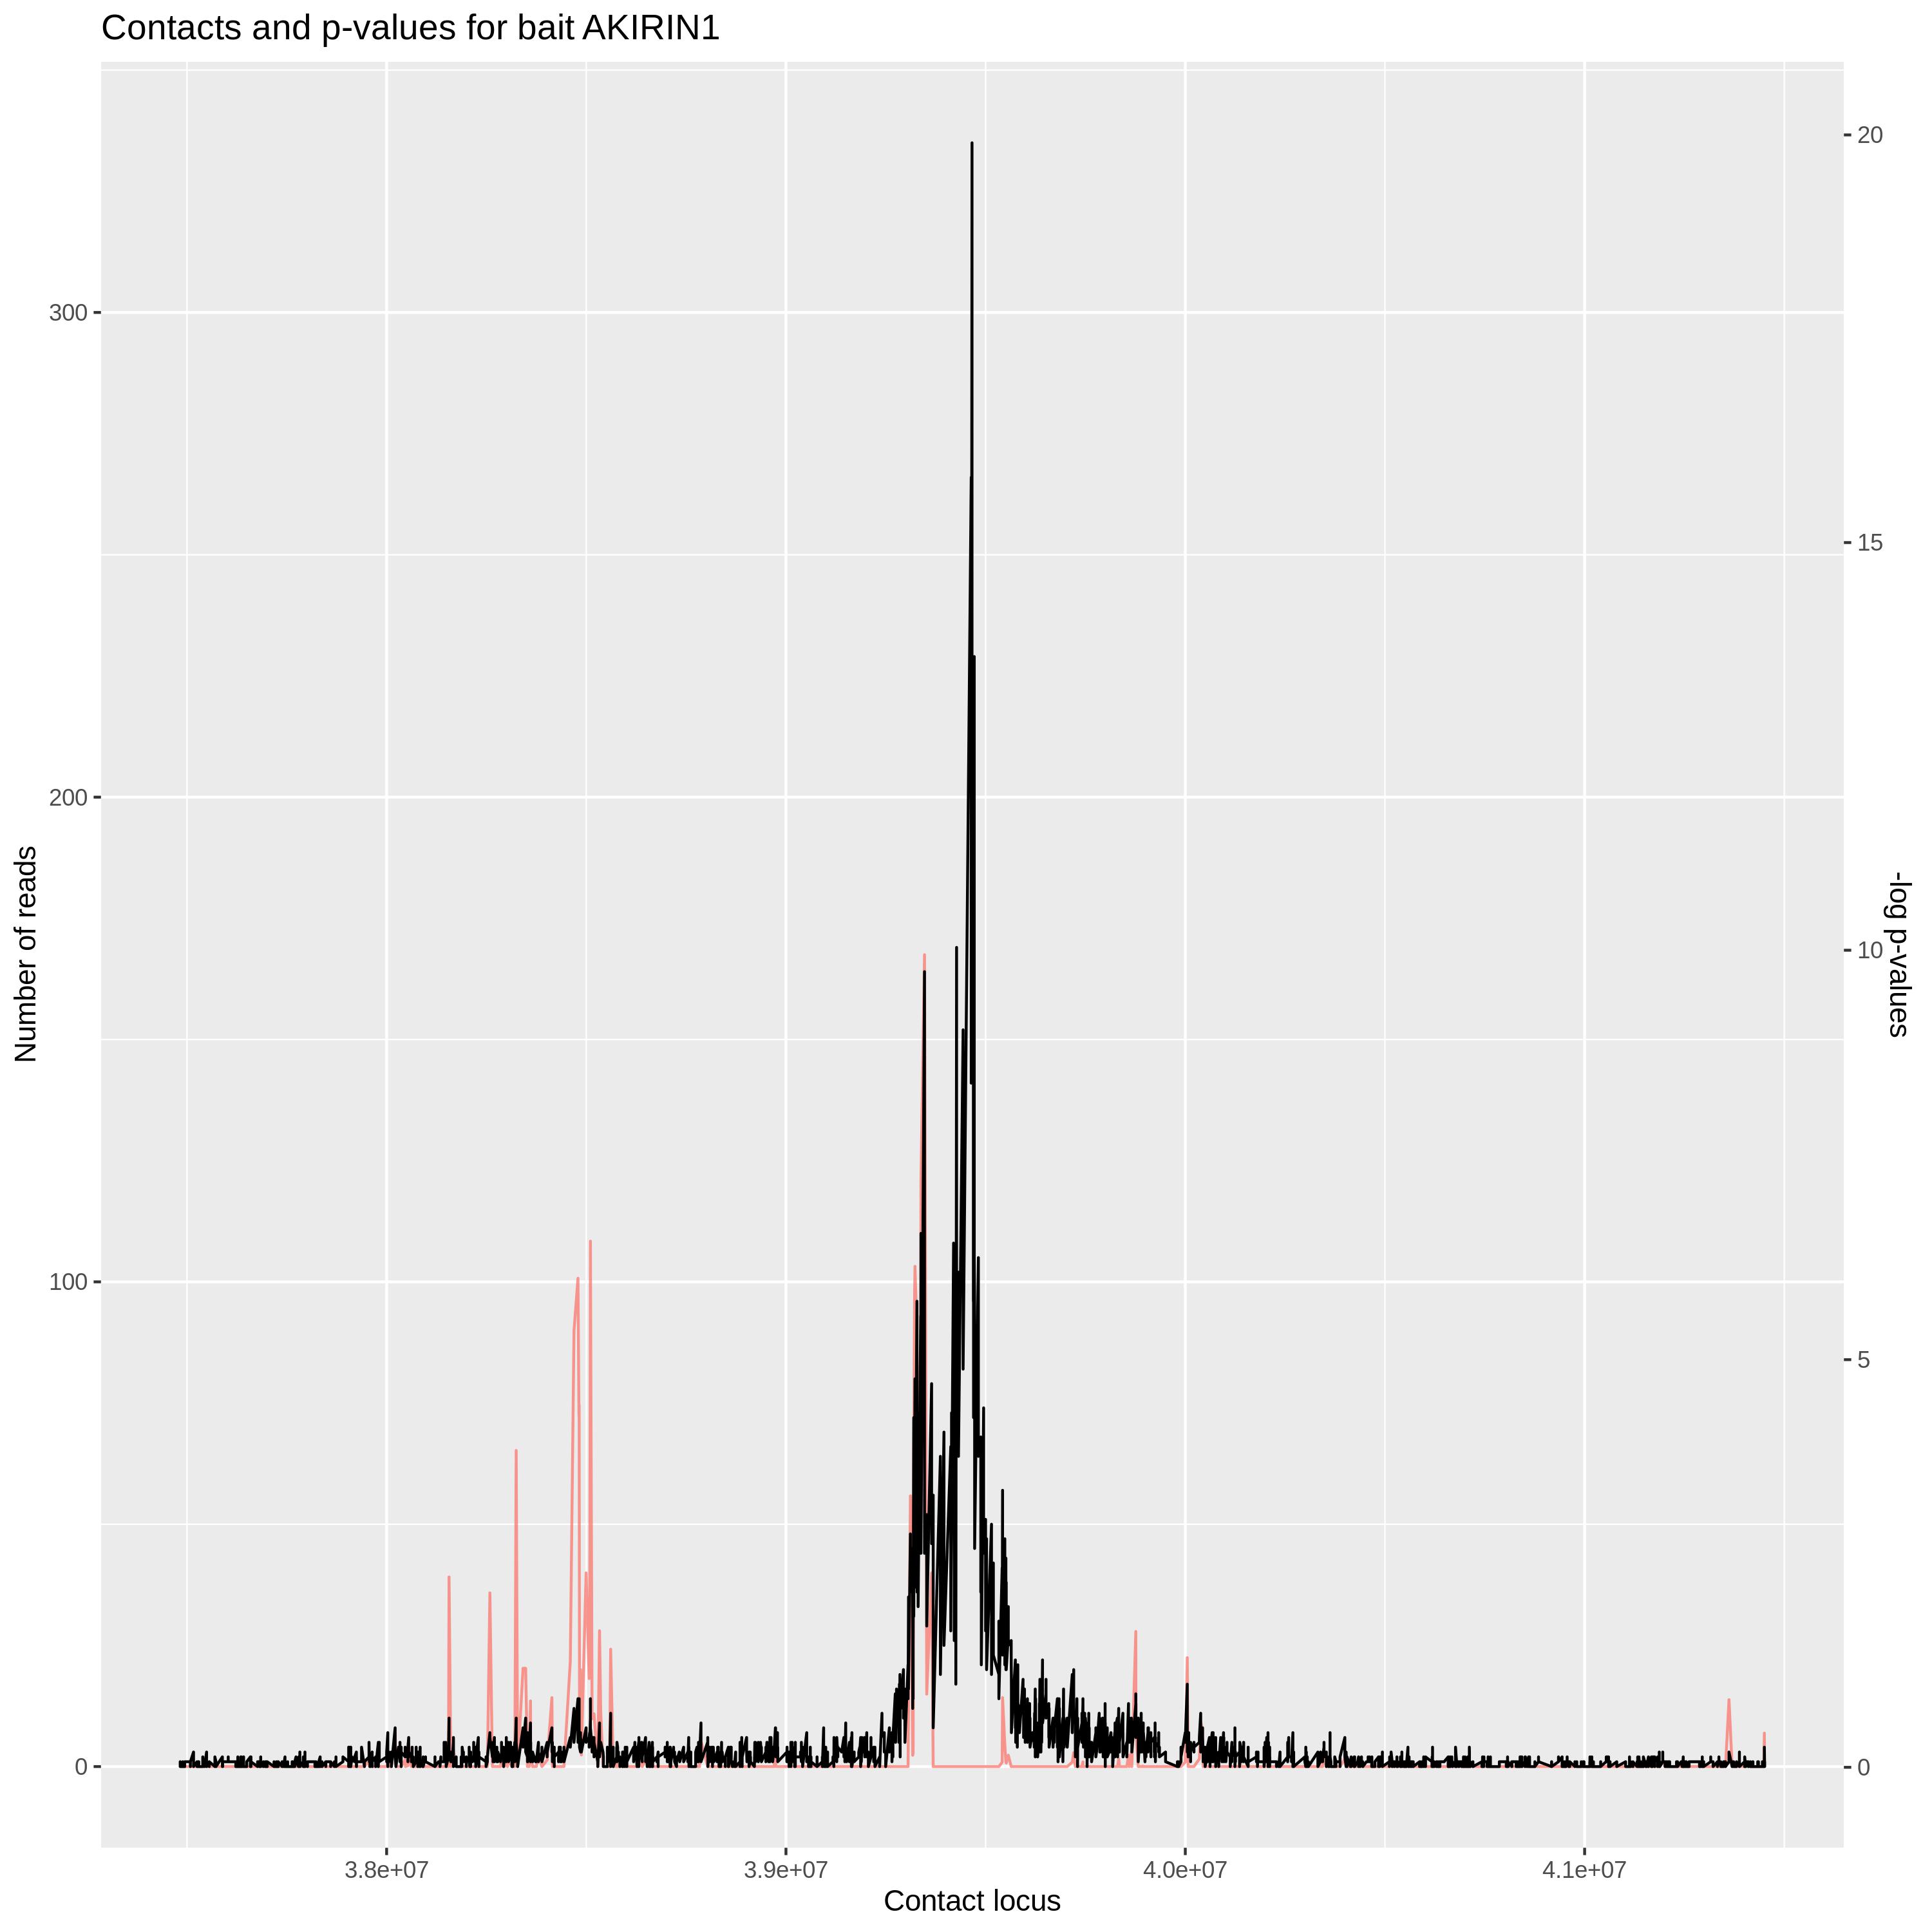 Contacts and p-values for bait AKIRIN1
Number of reads
300
200
100
0
20
15
10
5
0
-log p-values
3.8e+07
3.9e+07
4.0e+07
4.1e+07
Contact locus